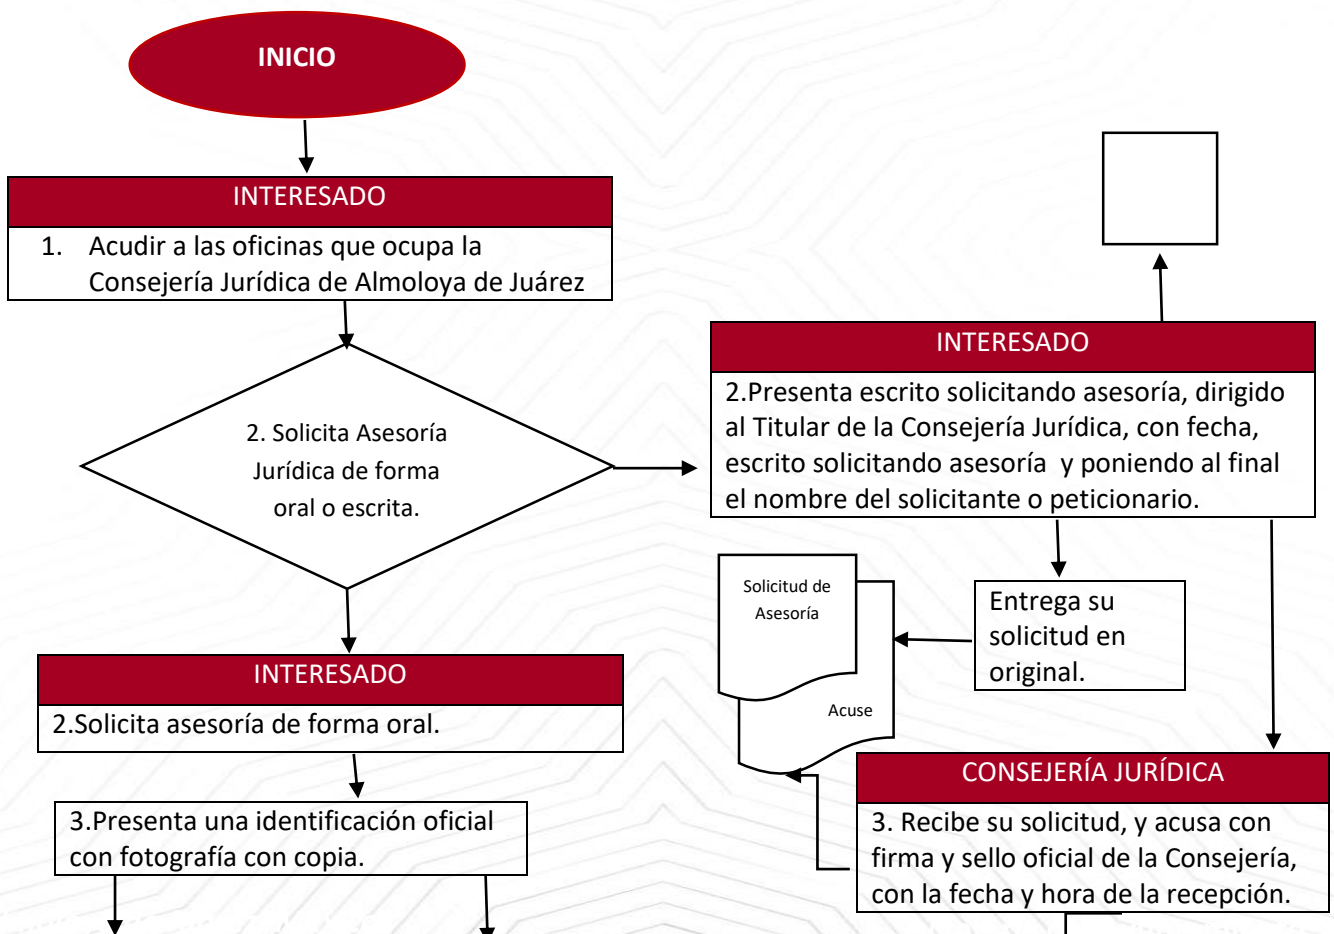 INICIO
INTERESADO
1. Acudir a las oficinas que ocupa la
Consejería Jurídica de Almoloya de Juárez
2. Solicita Asesoría
Jurídica de forma
oral o escrita.
INTERESADO
2.Presenta escrito solicitando asesoría, dirigido
al Titular de la Consejería Jurídica, con fecha,
escrito solicitando asesoría y poniendo al final
el nombre del solicitante o peticionario.
Entrega su
solicitud en
original.
Solicitud de
Asesoría
Acuse
INTERESADO
2.Solicita asesoría de forma oral.
3.Presenta una identificación oficial
con fotografía con copia.
CONSEJERÍA JURÍDICA
3. Recibe su solicitud, y acusa con
firma y sello oficial de la Consejería,
con la fecha y hora de la recepción.